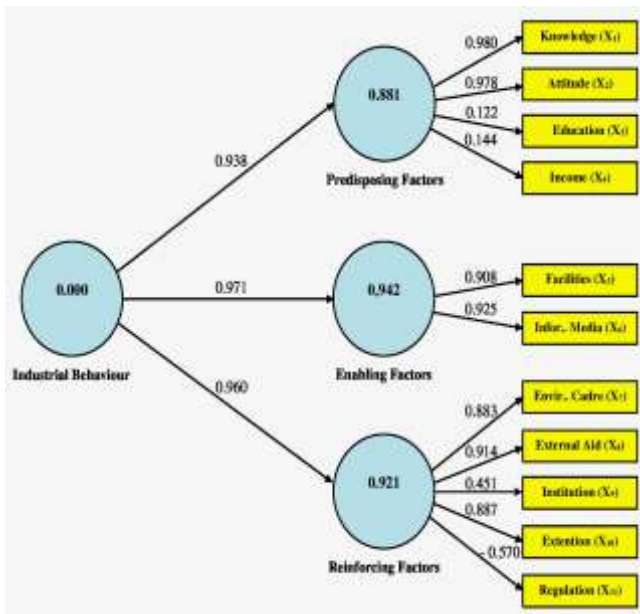 0.980
Knowledge (X₁)
0.881
0.978
Attitude (X₂)
0.122
Education (X₃)
0.144
Income (X₄)
0.938
Predisposing Factors
0.000
0.971
0.942
0.908
Facilities (X₅)
0.925
Infor,. Media (X₆)
Industrial Behaviour
Enabling Factors
0.960
Envir,. Cadre (X₇)
0.883
External Aid (X₈)
0.914
0.921
0.451
Institution (X₉)
0.887
Extention (X₁₀)
- 0.570
Reinforcing Factors
Regulation (X₁₁)